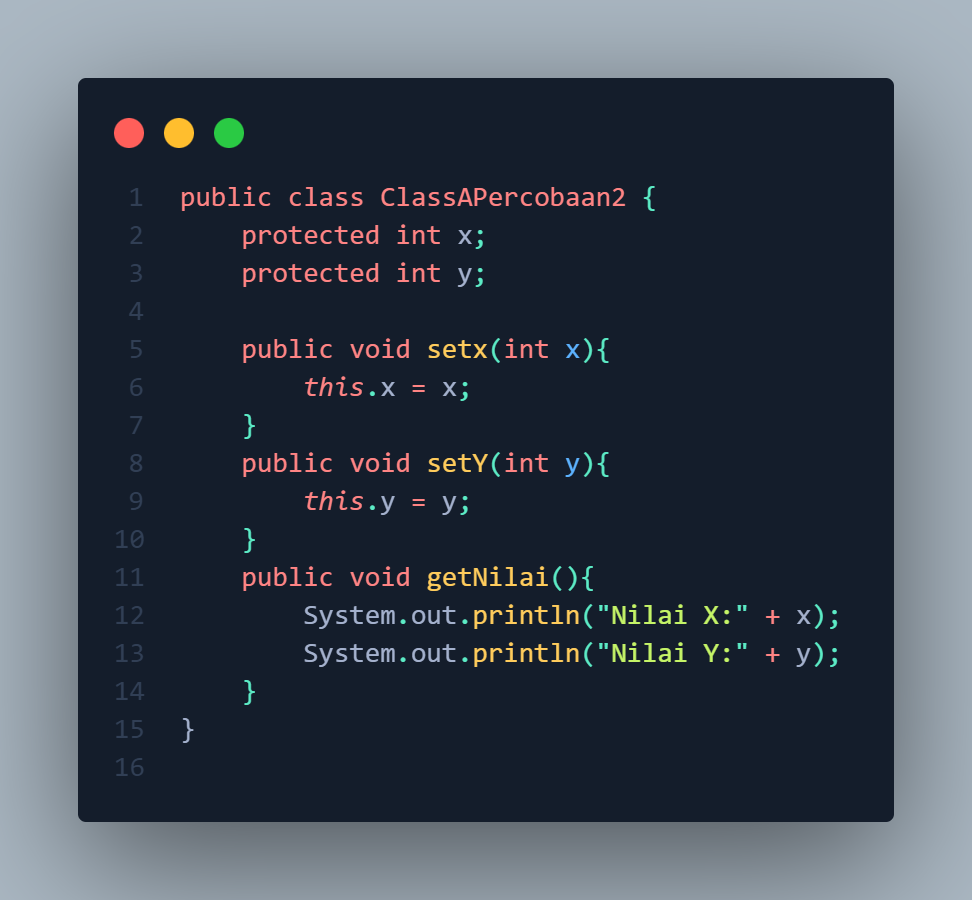 1 public class ClassAPercobaan2 {
2     protected int x;
3     protected int y;
4
5     public void setx(int x){
6         this.x = x;
7     }
8     public void setY(int y){
9         this.y = y;
10     }
11     public void getNilai(){
12         System.out.println("Nilai X:" + x);
13         System.out.println("Nilai Y:" + y);
14     }
15 }
16